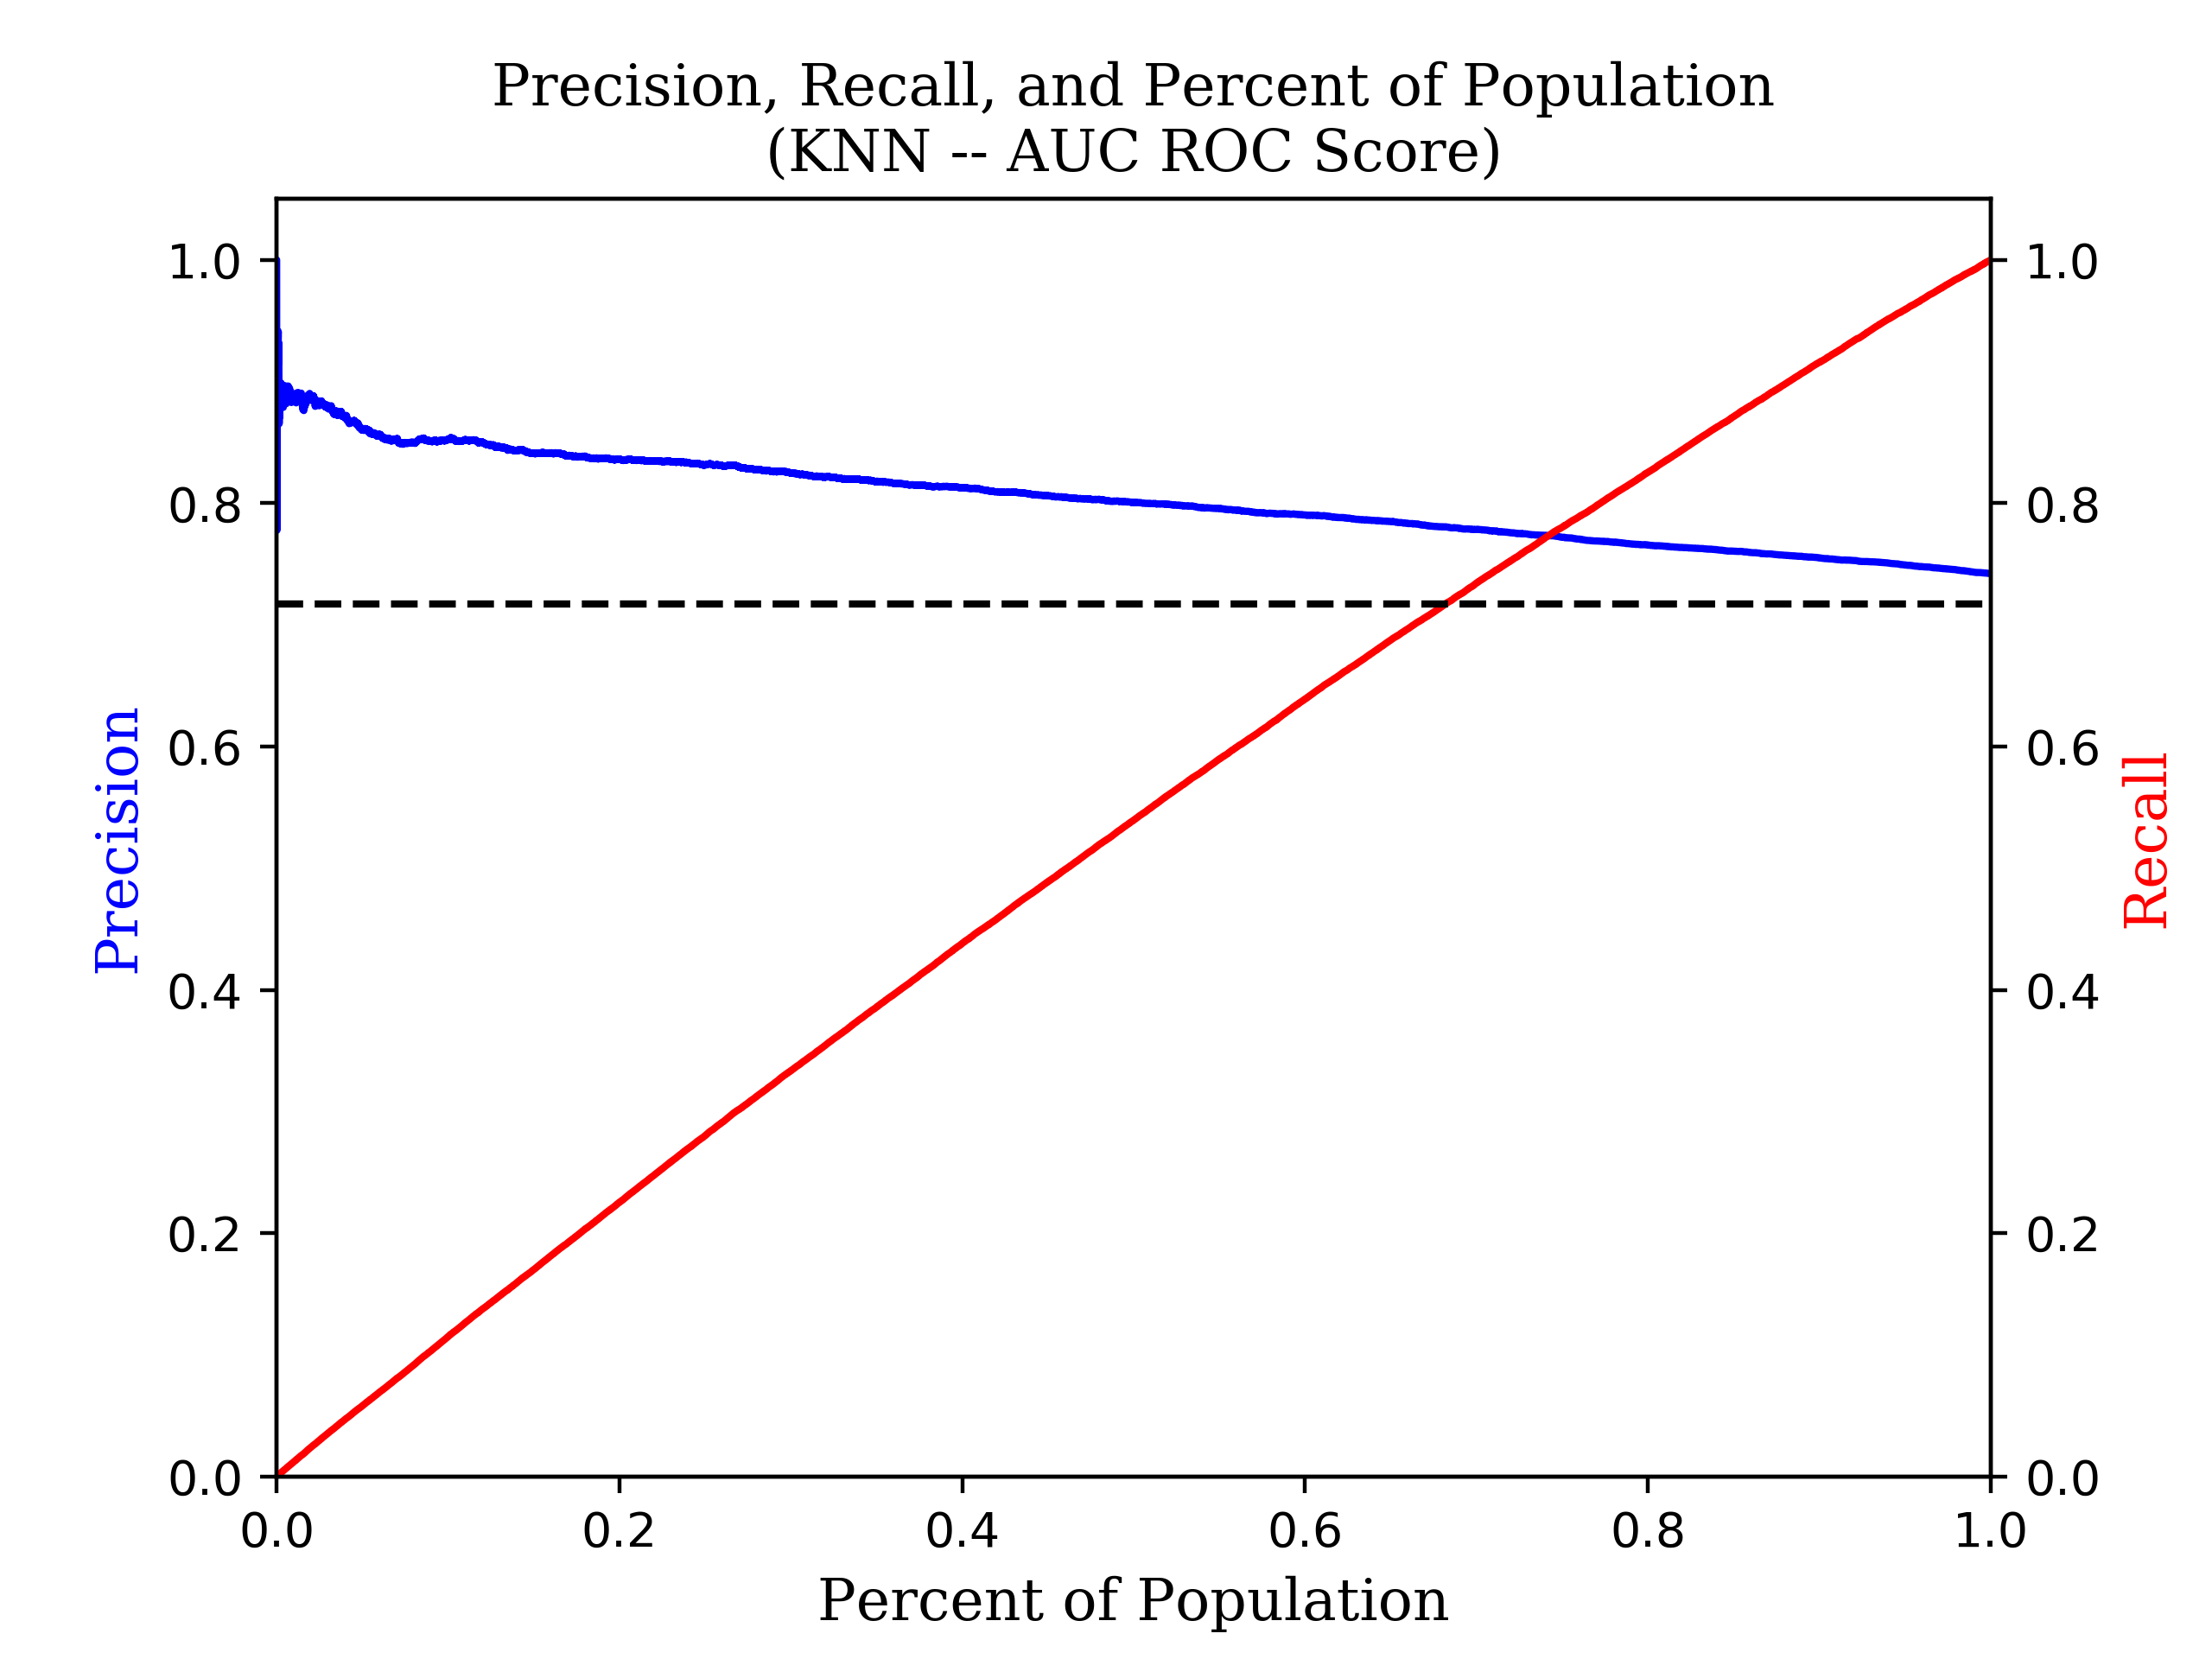 Precision, Recall, and Percent of Population
(KNN -- AUC ROC Score)
1.0
0.8
0.6
0.4
0.2
0.0
Precision
1.0
0.8
0.6
0.4
0.2
0.0
Recall
0.0 0.2 0.4 0.6 0.8 1.0
Percent of Population